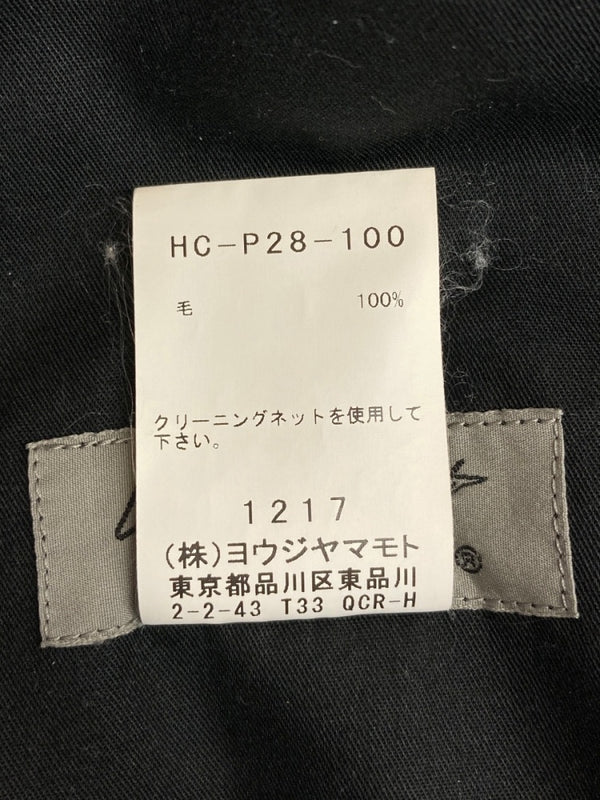 HC-P28-100
毛 100%
クリーニングネットを使用して
下さい。
1217
(株)ヨウジヤマモト
東京都品川区東品川
2-2-43 T33 QCR-H
®